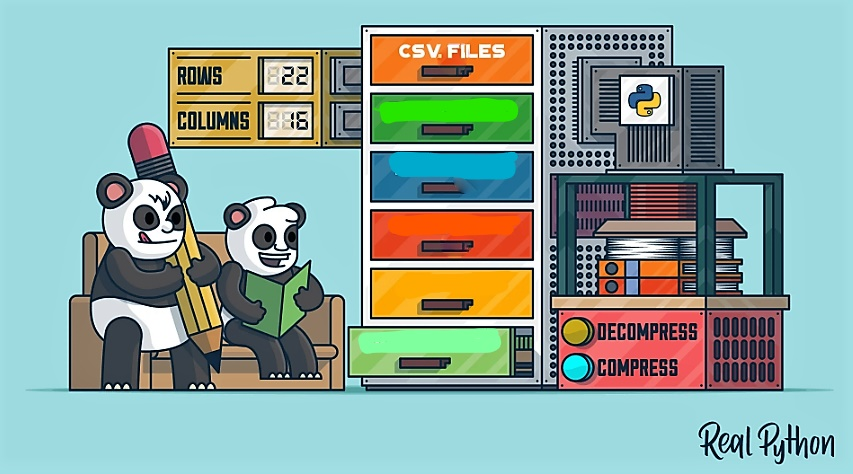 ROWS 22
COLUMNS 16
CSV. FILES
DECOMPRESS
COMPRESS
Real Python